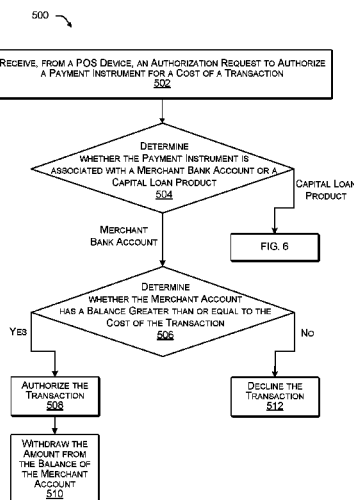 500
RECEIVE, FROM A POS DEVICE, AN AUTHORIZATION REQUEST TO AUTHORIZE
A PAYMENT INSTRUMENT FOR A COST OF A TRANSACTION
502
DETERMINE
WHETHER THE PAYMENT INSTRUMENT IS
ASSOCIATED WITH A MERCHANT BANK ACCOUNT OR A
CAPITAL LOAN PRODUCT
504
CAPITAL LOAN
PRODUCT
MERCHANT
BANK ACCOUNT
FIG. 6
DETERMINE
WHETHER THE MERCHANT ACCOUNT
HAS A BALANCE GREATER THAN OR EQUAL TO THE
COST OF THE TRANSACTION
506
YES
NO
AUTHORIZE THE
TRANSACTION
508
DECLINE THE
TRANSACTION
512
WITHDRAW THE
AMOUNT FROM
THE BALANCE OF
THE MERCHANT
ACCOUNT
510